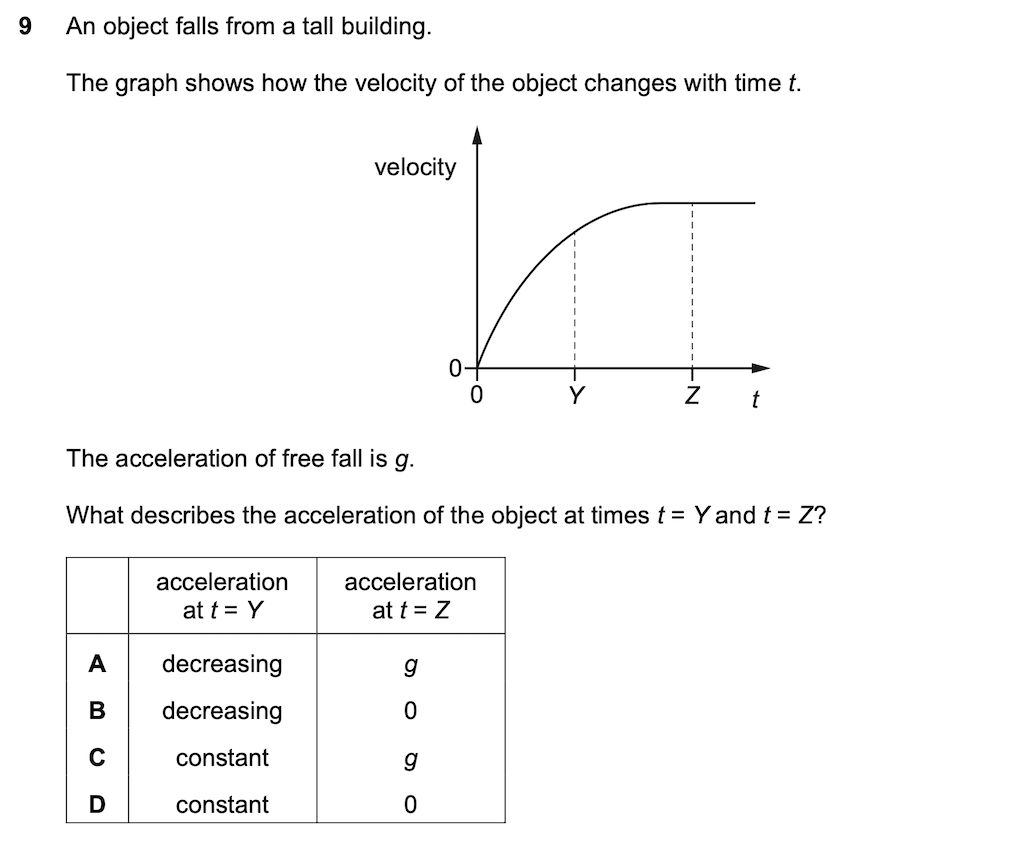 9 An object falls from a tall building.
The graph shows how the velocity of the object changes with time t.
velocity
0
0 Y Z t
The acceleration of free fall is g.
What describes the acceleration of the object at times t = Y and t = Z?
acceleration at t = Y acceleration at t = Z
A decreasing g
B decreasing 0
C constant g
D constant 0